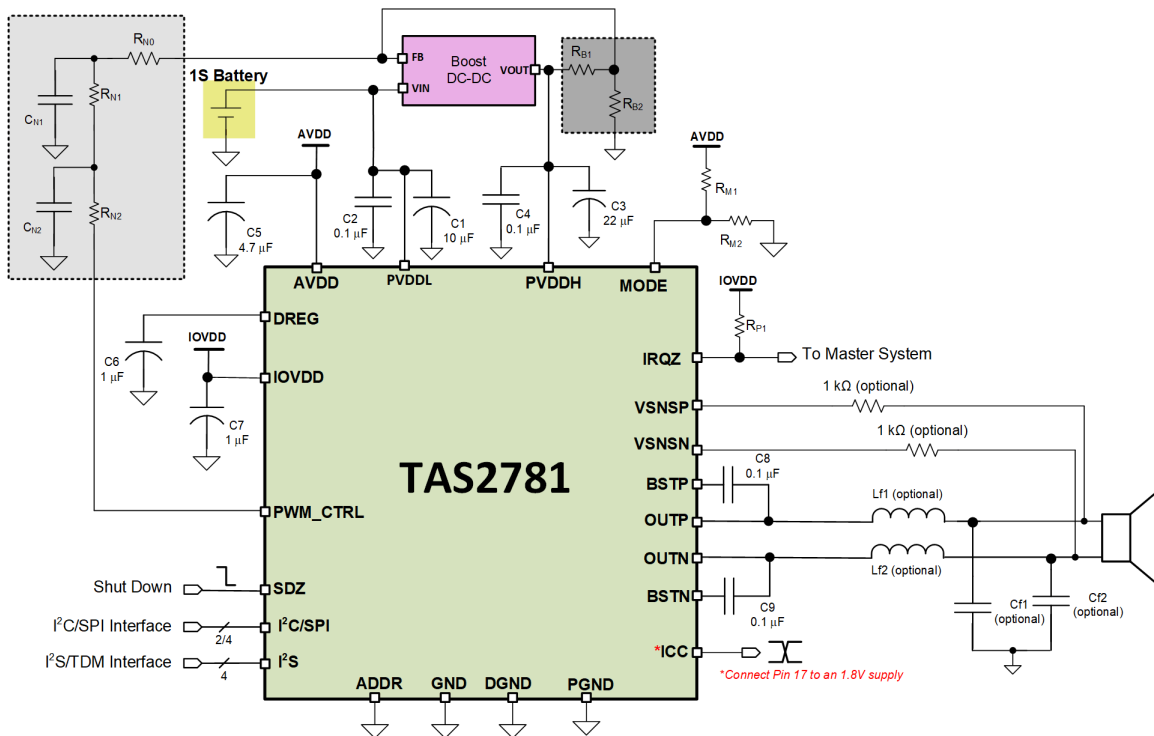 RN0
FB
Boost
DC-DC
VOUT
VIN
RB1
RB2
1S Battery
CN1
RN1
CN2
RN2
AVDD
AVDD
RM1
RM2
C5
4.7 µF
C2
0.1 µF
C1
10 µF
C4
0.1 µF
C3
22 µF
AVDD
PVDDL
PVDDH
MODE
DREG
C6
1 µF
IOVDD
IOVDD
C7
1 µF
IOVDD
RP1
IRQZ
To Master System
1 kΩ (optional)
VSNSP
1 kΩ (optional)
VSNSN
TAS2781
C8
0.1 µF
BSTP
PWM_CTRL
OUTP
Lf1 (optional)
OUTN
Lf2 (optional)
Shut Down
SDZ
BSTN
C9
0.1 µF
Cf1
(optional)
Cf2
(optional)
I²C/SPI Interface
2/4
I²C/SPI
I²S/TDM Interface
4
I²S
*ICC
*Connect Pin 17 to an 1.8V supply
ADDR
GND
DGND
PGND